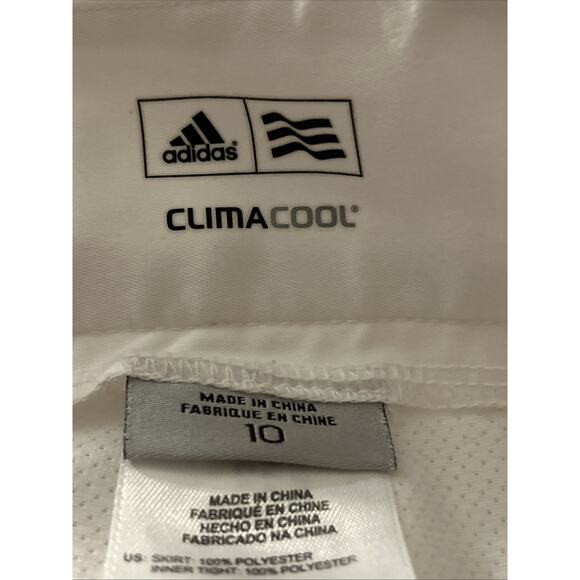 adidas®
CLIMACOOL®
MADE IN CHINA
FABRIQUE EN CHINE
10
MADE IN CHINA
FABRIQUÉ EN CHINE
HECHO EN CHINA
FABRICADO NA CHINA
US: SKIRT: 100% POLYESTER
INNER TIGHT: 100% POLYESTER